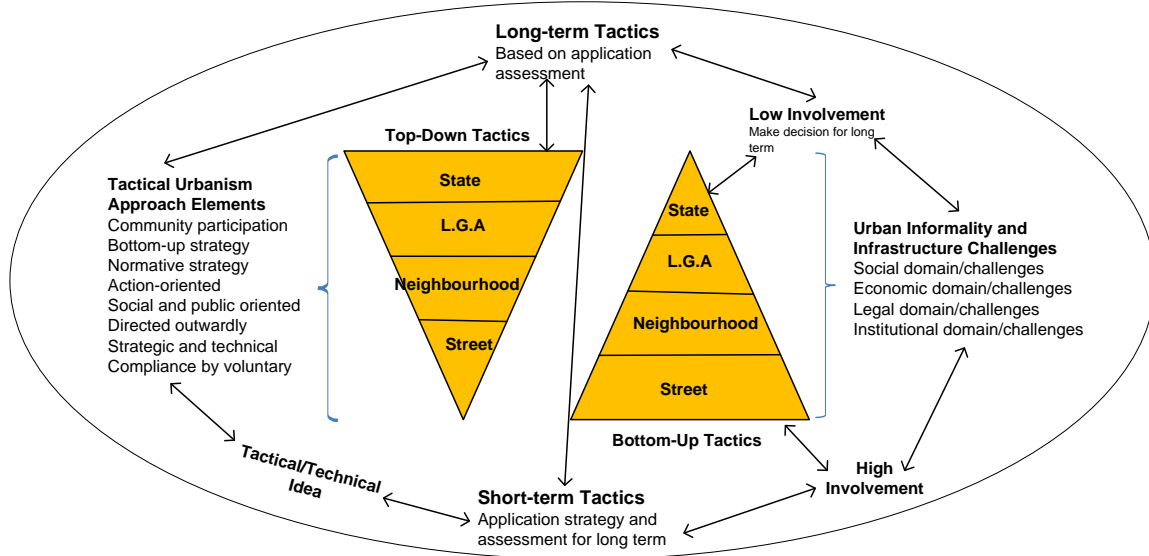 Long-term Tactics
Based on application
assessment
Low Involvement
Make decision for long
term
Top-Down Tactics
State
L.G.A
Neighbourhood
Street
State
L.G.A
Neighbourhood
Street
Bottom-Up Tactics
Tactical Urbanism
Approach Elements
Community participation
Bottom-up strategy
Normative strategy
Action-oriented
Social and public oriented
Directed outwardly
Strategic and technical
Compliance by voluntary
Urban Informality and
Infrastructure Challenges
Social domain/challenges
Economic domain/challenges
Legal domain/challenges
Institutional domain/challenges
Tactical/Technical
Idea
Short-term Tactics
Application strategy and
assessment for long term
High
Involvement